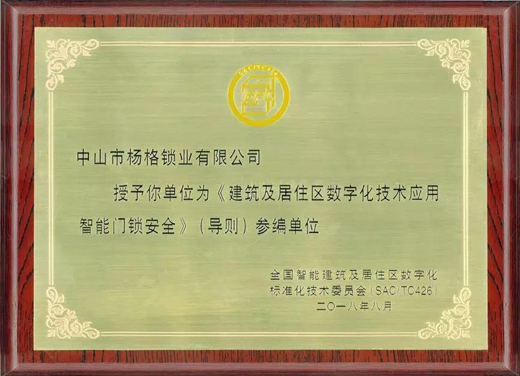 中山市杨格锁业有限公司
授予你单位为《建筑及居住区数字化技术应用
智能门锁安全》(导则)参编单位
全国智能建筑及居住区数字化
标准化技术委员会(SAC/TC426)
二〇一八年八月